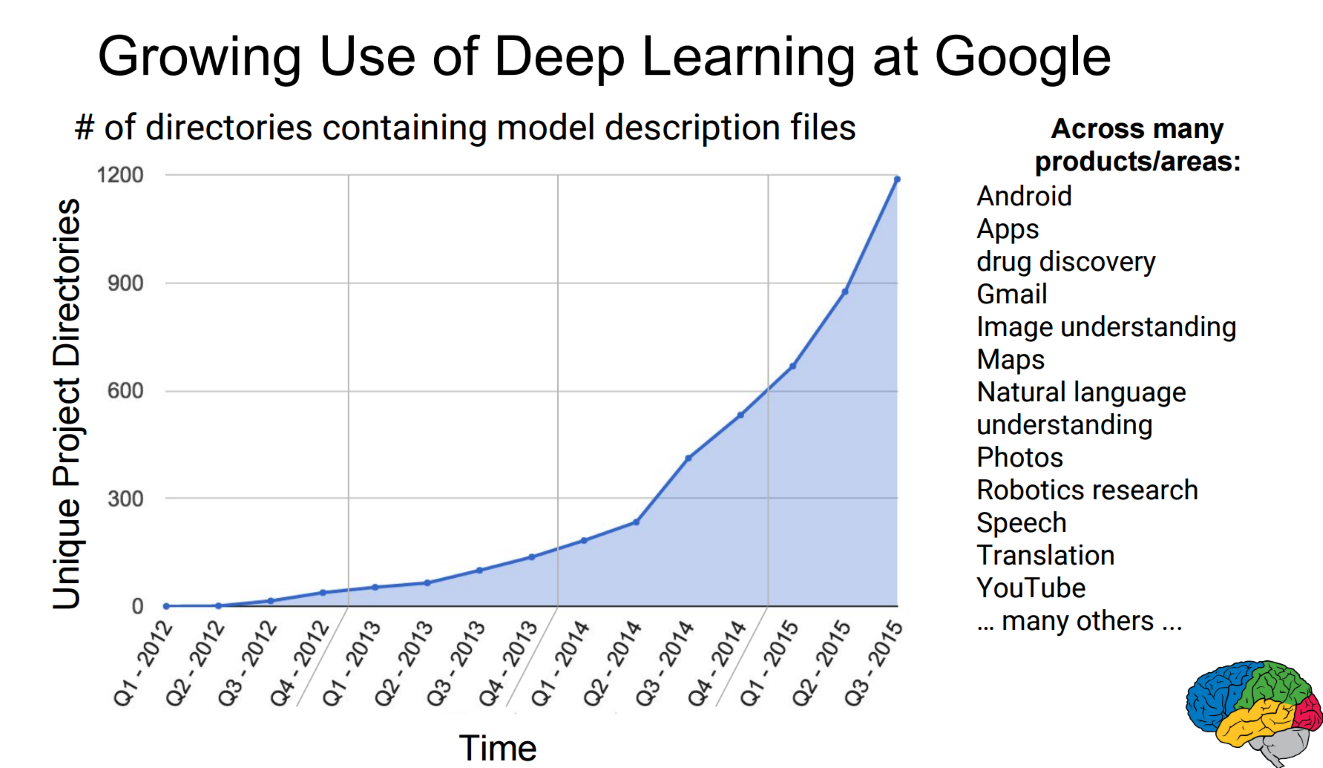 Growing Use of Deep Learning at Google
# of directories containing model description files
1200
900
600
300
0
Unique Project Directories
Q1 - 2012
Q2 - 2012
Q3 - 2012
Q4 - 2012
Q1 - 2013
Q2 - 2013
Q3 - 2013
Q4 - 2013
Q1 - 2014
Q2 - 2014
Q3 - 2014
Q4 - 2014
Q1 - 2015
Q2 - 2015
Q3 - 2015
Time
Across many
products/areas:
Android
Apps
drug discovery
Gmail
Image understanding
Maps
Natural language
understanding
Photos
Robotics research
Speech
Translation
YouTube
… many others ...